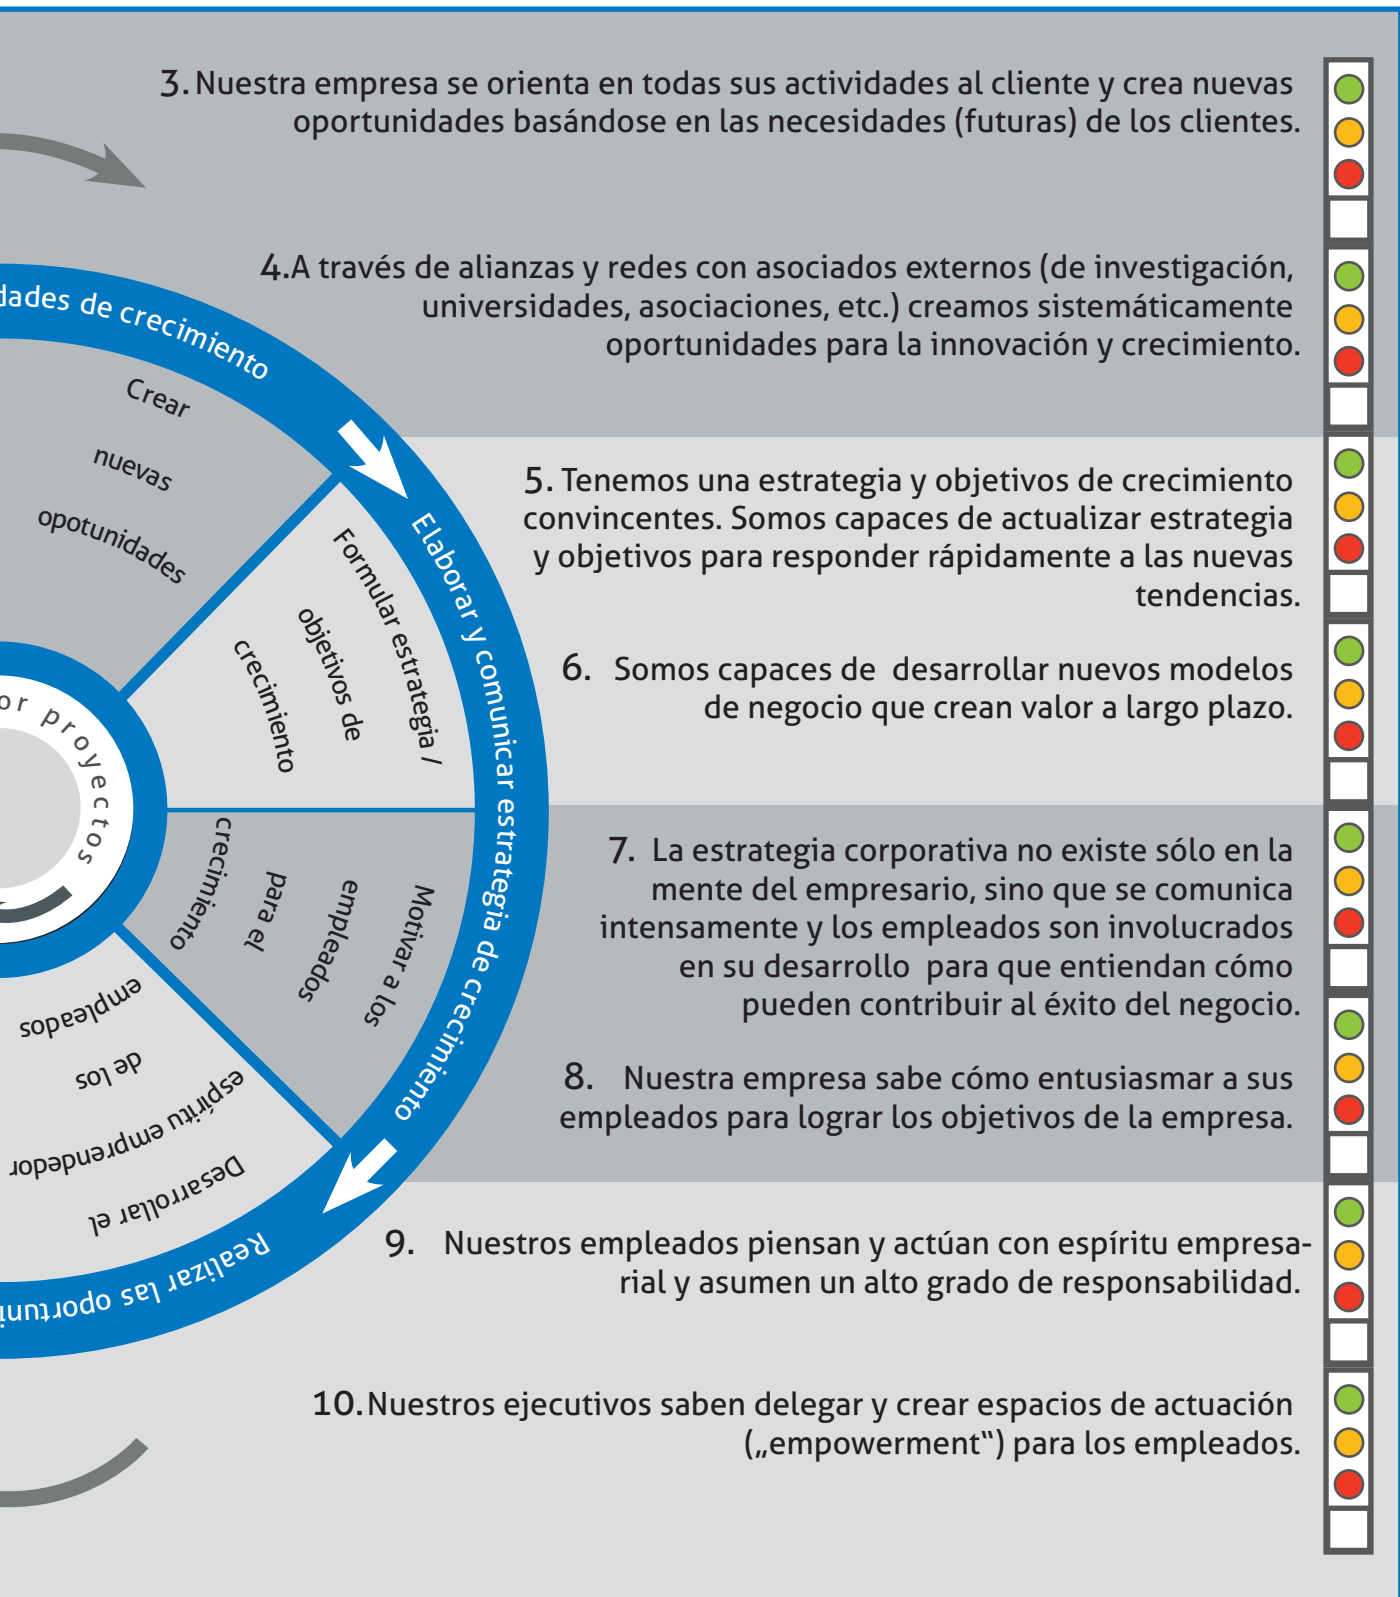 3. Nuestra empresa se orienta en todas sus actividades al cliente y crea nuevas
oportunidades basándose en las necesidades (futuras) de los clientes.
4.A través de alianzas y redes con asociados externos (de investigación,
universidades, asociaciones, etc.) creamos sistemáticamente
oportunidades para la innovación y crecimiento.
5. Tenemos una estrategia y objetivos de crecimiento
convincentes. Somos capaces de actualizar estrategia
y objetivos para responder rápidamente a las nuevas
tendencias.
6. Somos capaces de desarrollar nuevos modelos
de negocio que crean valor a largo plazo.
7. La estrategia corporativa no existe sólo en la
mente del empresario, sino que se comunica
intensamente y los empleados son involucrados
en su desarrollo para que entiendan cómo
pueden contribuir al éxito del negocio.
8. Nuestra empresa sabe cómo entusiasmar a sus
empleados para lograr los objetivos de la empresa.
9. Nuestros empleados piensan y actúan con espíritu empresa-
rial y asumen un alto grado de responsabilidad.
10. Nuestros ejecutivos saben delegar y crear espacios de actuación
(„empowerment“) para los empleados.
dades de crecimiento
Crear
nuevas
opotunidades
Elaborar y comunicar estrategia de crecimiento
Formular estrategia /
objetivos de
crecimiento
Motivar a los
empleados
para el
crecimiento
Realizar las oportuni
Desarrollar el
espíritu emprendedor
de los
empleados
or proyectos